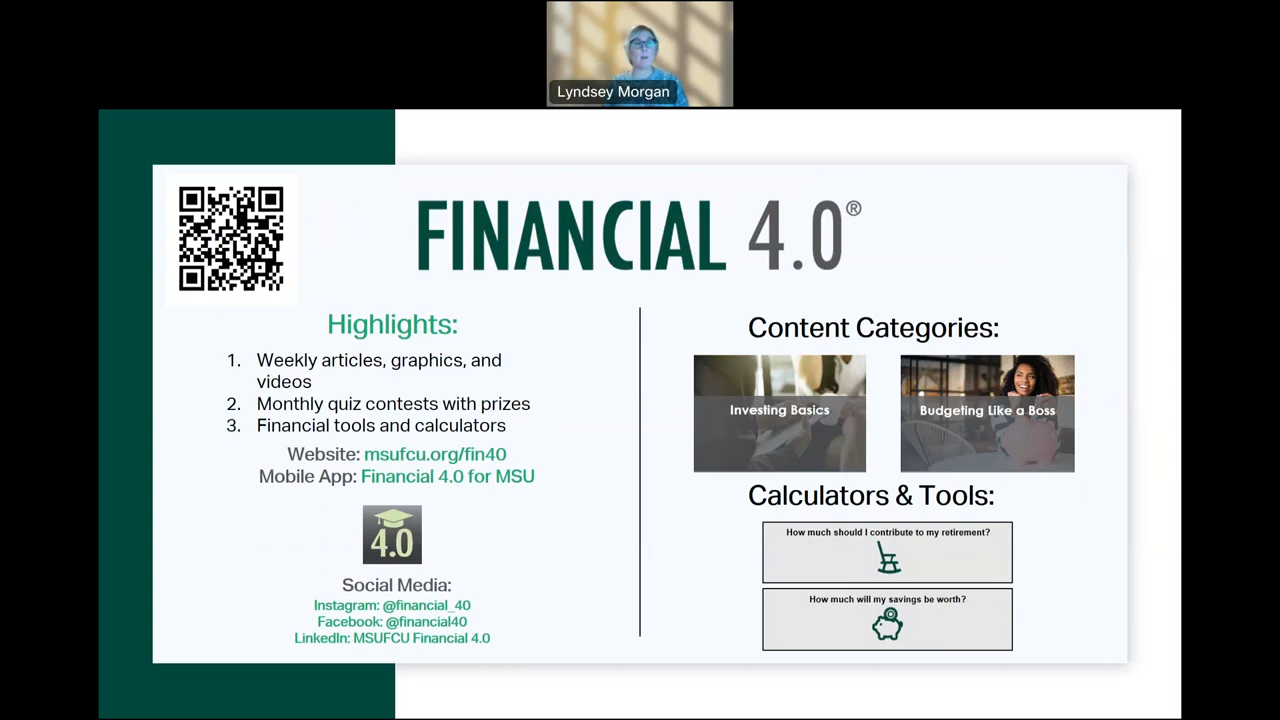 Lyndsey Morgan
FINANCIAL 4.0®
Highlights:
1. Weekly articles, graphics, and
videos
2. Monthly quiz contests with prizes
3. Financial tools and calculators
Website: msufcu.org/fin40
Mobile App: Financial 4.0 for MSU
4.0
Social Media:
Instagram: @financial_40
Facebook: @financial40
LinkedIn: MSUFCU Financial 4.0
Content Categories:
Investing Basics
Budgeting Like a Boss
Calculators & Tools:
How much should I contribute to my retirement?
How much will my savings be worth?